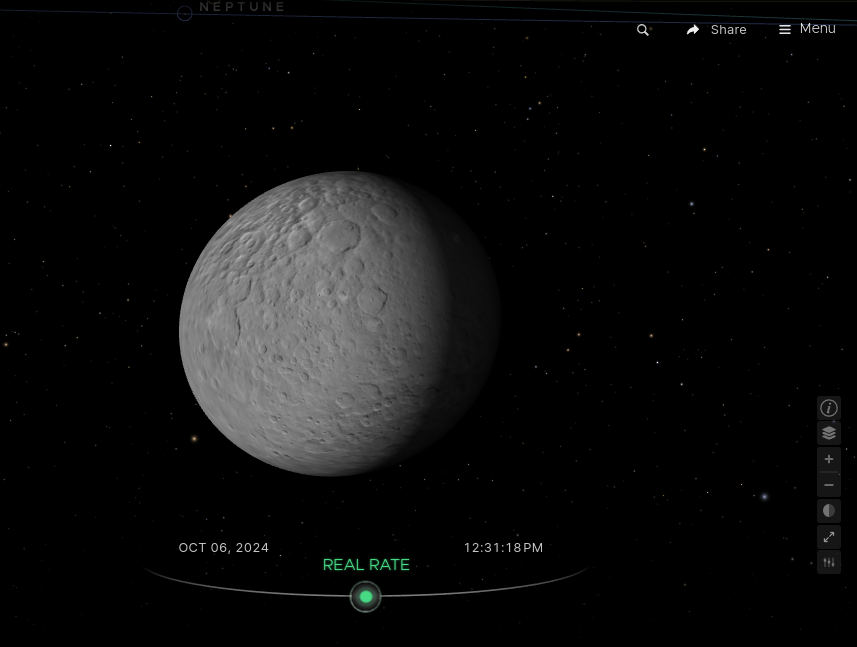 NEPTUNE
Share
Menu
OCT 06, 2024
12:31:18PM
REAL RATE